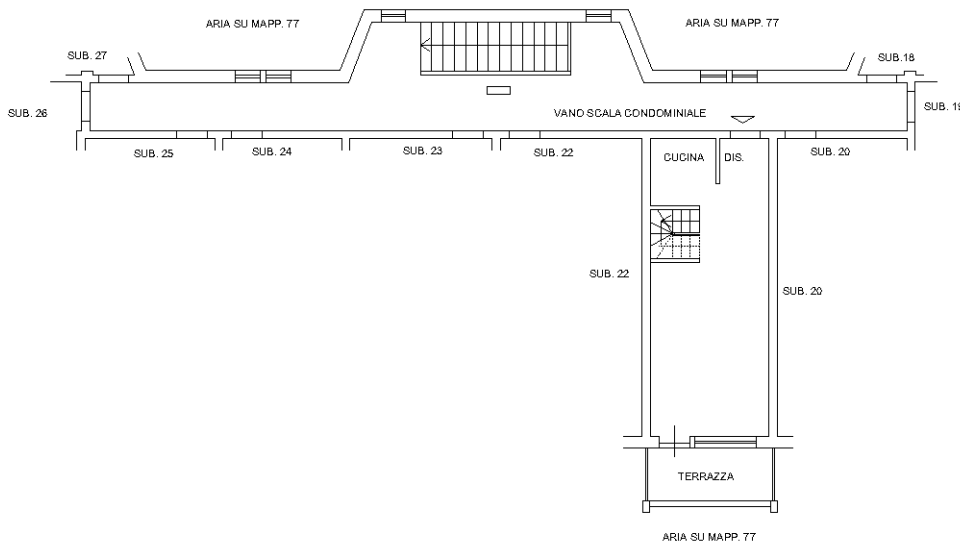 ARIA SU MAPP. 77
ARIA SU MAPP. 77
SUB. 27
SUB.18
SUB. 26
SUB. 19
VANO SCALA CONDOMINIALE
SUB. 25
SUB. 24
SUB. 23
SUB. 22
CUCINA
DIS.
SUB. 20
SUB. 22
SUB. 20
TERRAZZA
ARIA SU MAPP. 77